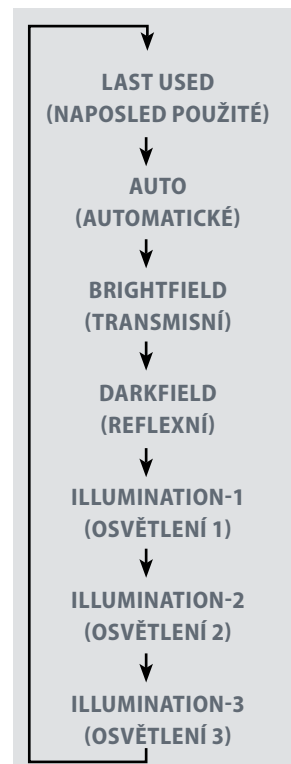 LAST USED
(NAPOSLED POUŽITÉ)
AUTO
(AUTOMATICKÉ)
BRIGHTFIELD
(TRANSMISNÍ)
DARKFIELD
(REFLEXNÍ)
ILLUMINATION-1
(OSVĚTLENÍ 1)
ILLUMINATION-2
(OSVĚTLENÍ 2)
ILLUMINATION-3
(OSVĚTLENÍ 3)